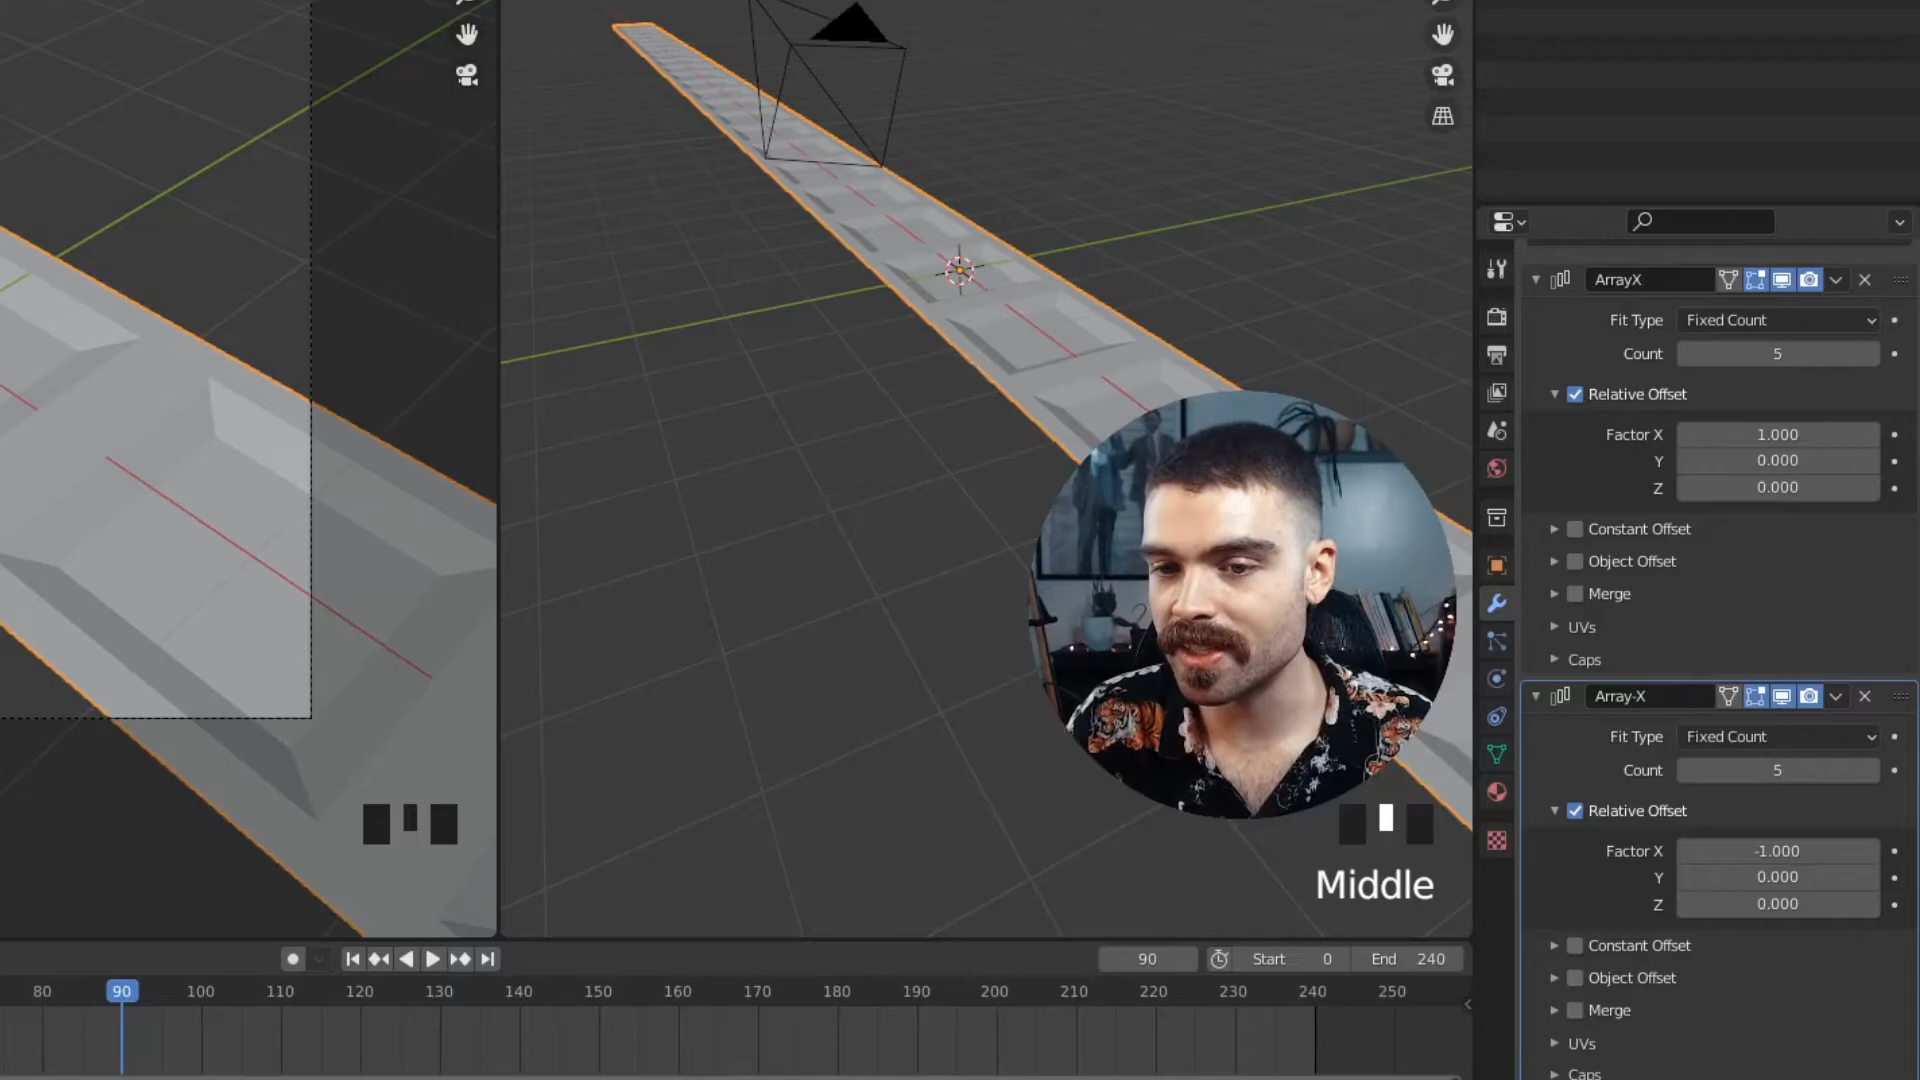 ArrayX
Fit Type Fixed Count
Count 5
Relative Offset
Factor X 1.000
Y 0.000
Z 0.000
Constant Offset
Object Offset
Merge
UVs
Caps
Array-X
Fit Type Fixed Count
Count 5
Relative Offset
Factor X -1.000
Y 0.000
Z 0.000
Constant Offset
Object Offset
Merge
UVs
Caps
Middle
90 Start 0 End 240
80 90 100 110 120 130 140 150 160 170 180 190 200 210 220 230 240 250